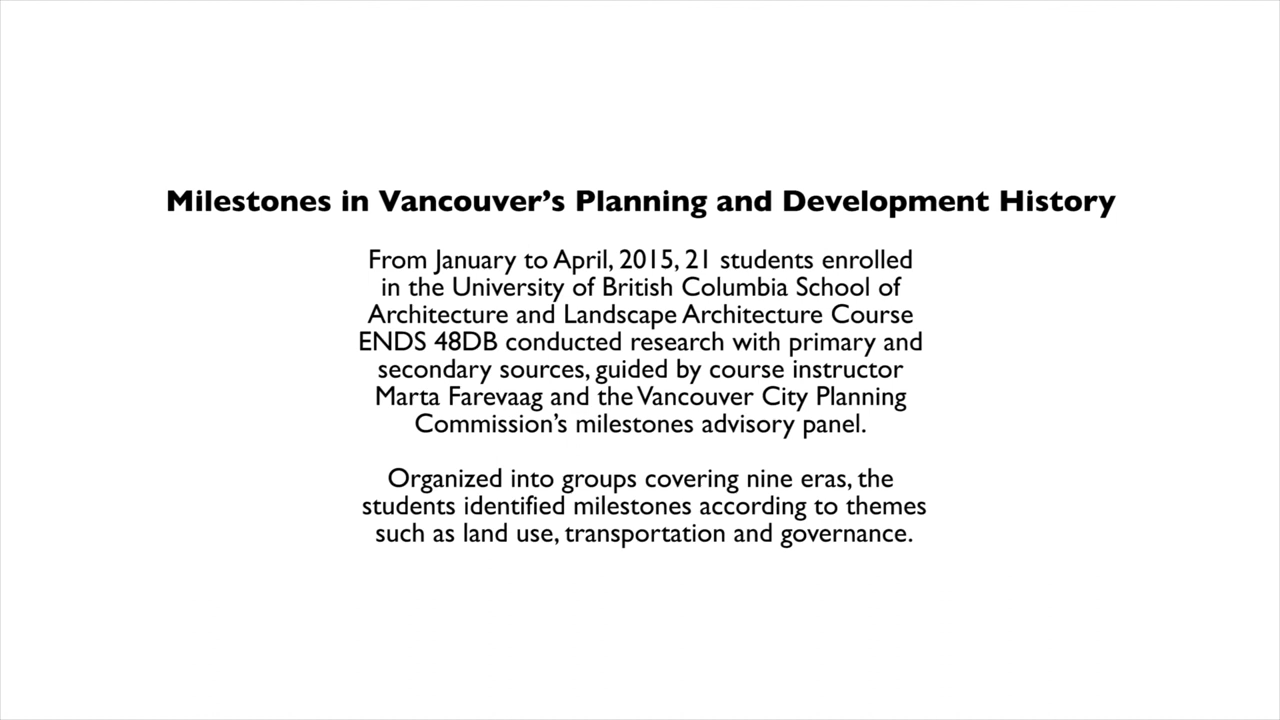 Milestones in Vancouver’s Planning and Development History
From January to April, 2015, 21 students enrolled
in the University of British Columbia School of
Architecture and Landscape Architecture Course
ENDS 48DB conducted research with primary and
secondary sources, guided by course instructor
Marta Farevaag and the Vancouver City Planning
Commission’s milestones advisory panel.
Organized into groups covering nine eras, the
students identified milestones according to themes
such as land use, transportation and governance.